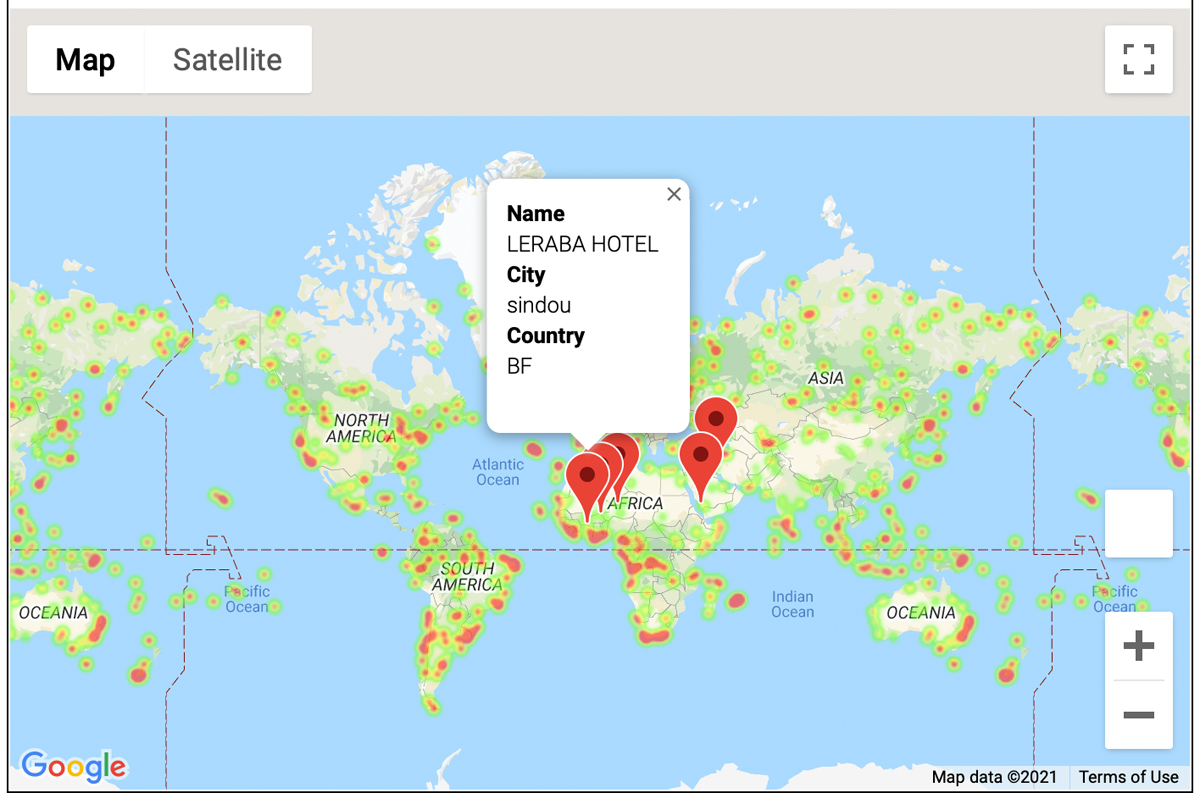 Map
Satellite
Name
LERABA HOTEL
City
sindou
Country
BF
ASIA
NORTH
AMERICA
Atlantic
Ocean
AFRICA
SOUTH
AMERICA
OCEANIA
Pacific
Ocean
Indian
Ocean
OCEANIA
Pacific
Ocean
+
−
Google
Map data ©2021
Terms of Use